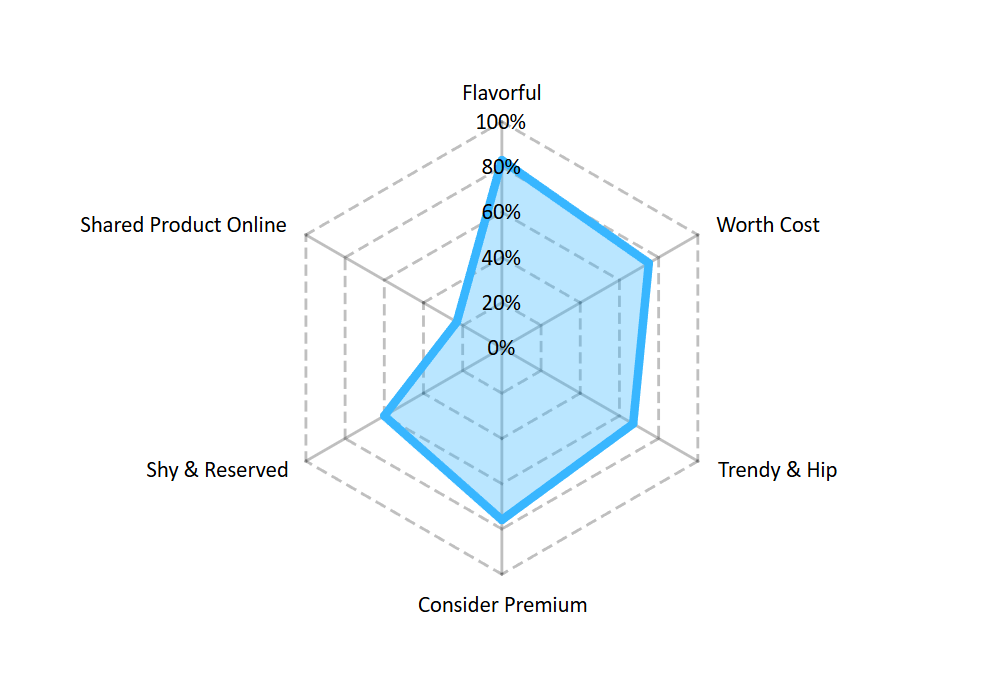 Flavorful
100%
80%
Shared Product Online
Worth Cost
60%
40%
20%
0%
Shy & Reserved
Trendy & Hip
Consider Premium